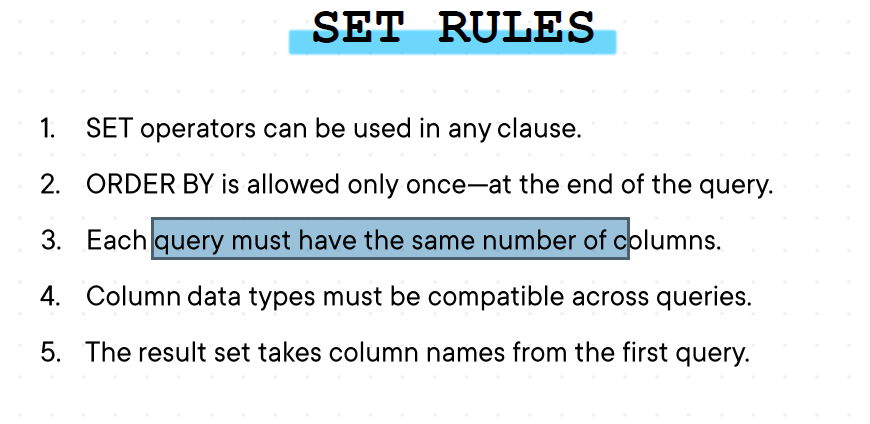 SET RULES
1. SET operators can be used in any clause.
2. ORDER BY is allowed only once—at the end of the query.
3. Each query must have the same number of columns.
4. Column data types must be compatible across queries.
5. The result set takes column names from the first query.